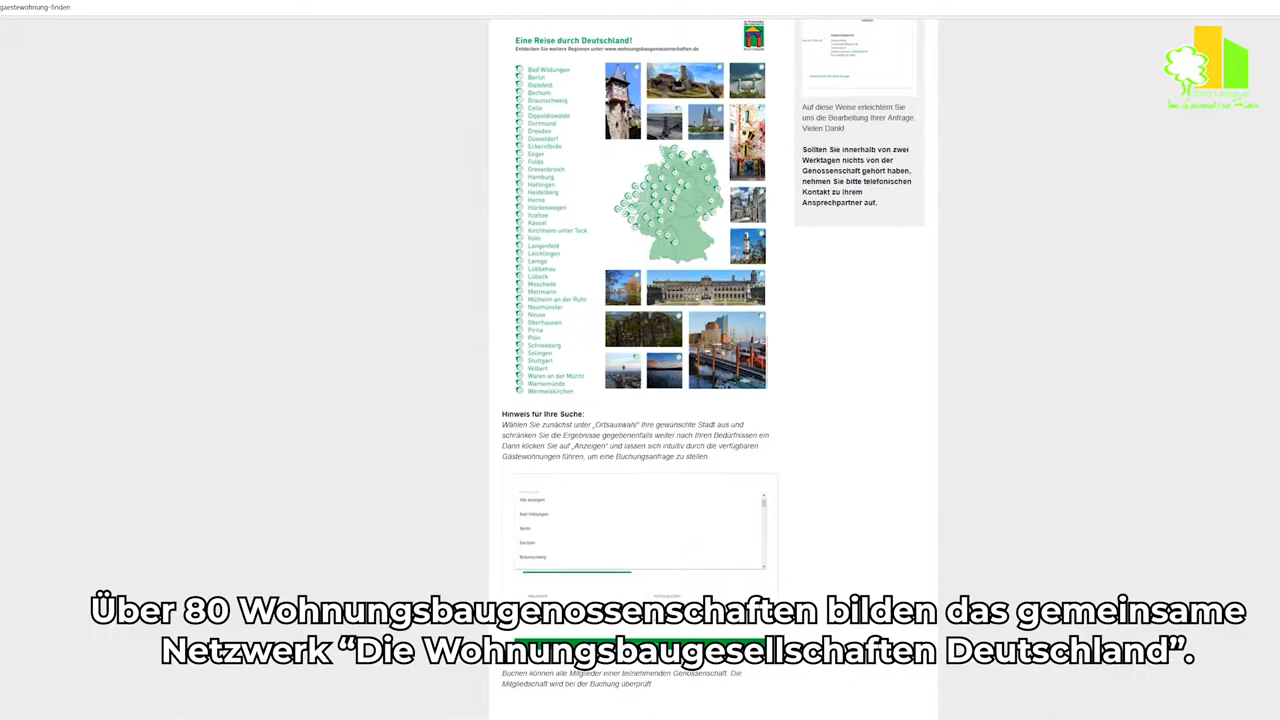 gaestewohnung-finden
Eine Reise durch Deutschland!
Entdecken Sie weitere Regionen unter www.wohnungsbaugenossenschaften.de
Bad Wildungen
Berlin
Bielefeld
Bochum
Braunschweig
Celle
Dippoldiswalde
Dortmund
Dresden
Düsseldorf
Eckernförde
Enger
Fulda
Grevenbroich
Hamburg
Hattingen
Heidelberg
Herne
Hückeswagen
Itzehoe
Kassel
Kirchheim unter Teck
Köln
Langenfeld
Leichlingen
Lemgo
Lübbenau
Lübeck
Meschede
Mettmann
Mülheim an der Ruhr
Neumünster
Neuss
Oberhausen
Pirna
Plön
Schneeberg
Solingen
Stuttgart
Velbert
Waren an der Müritz
Warnemünde
Wermelskirchen
Auf diese Weise erleichtern Sie
uns die Bearbeitung Ihrer Anfrage.
Vielen Dank!
Sollten Sie innerhalb von zwei
Werktagen nichts von der
Genossenschaft gehört haben,
nehmen Sie bitte telefonischen
Kontakt zu Ihrem
Ansprechpartner auf.
Hinweis für Ihre Suche:
Wählen Sie zunächst unter „Ortsauswahl“ Ihre gewünschte Stadt aus und
schränken Sie die Ergebnisse gegebenenfalls weiter nach Ihren Bedürfnissen ein.
Dann klicken Sie auf „Anzeigen“ und lassen sich intuitiv durch die verfügbaren
Gästewohnungen führen, um eine Buchungsanfrage zu stellen.
Alle anzeigen
Bad Wildungen
Berlin
Bochum
Braunschweig
Über 80 Wohnungsbaugenossenschaften bilden das gemeinsame
Netzwerk “Die Wohnungsbaugesellschaften Deutschland”.
Buchen können alle Mitglieder einer teilnehmenden Genossenschaft. Die
Mitgliedschaft wird bei der Buchung überprüft